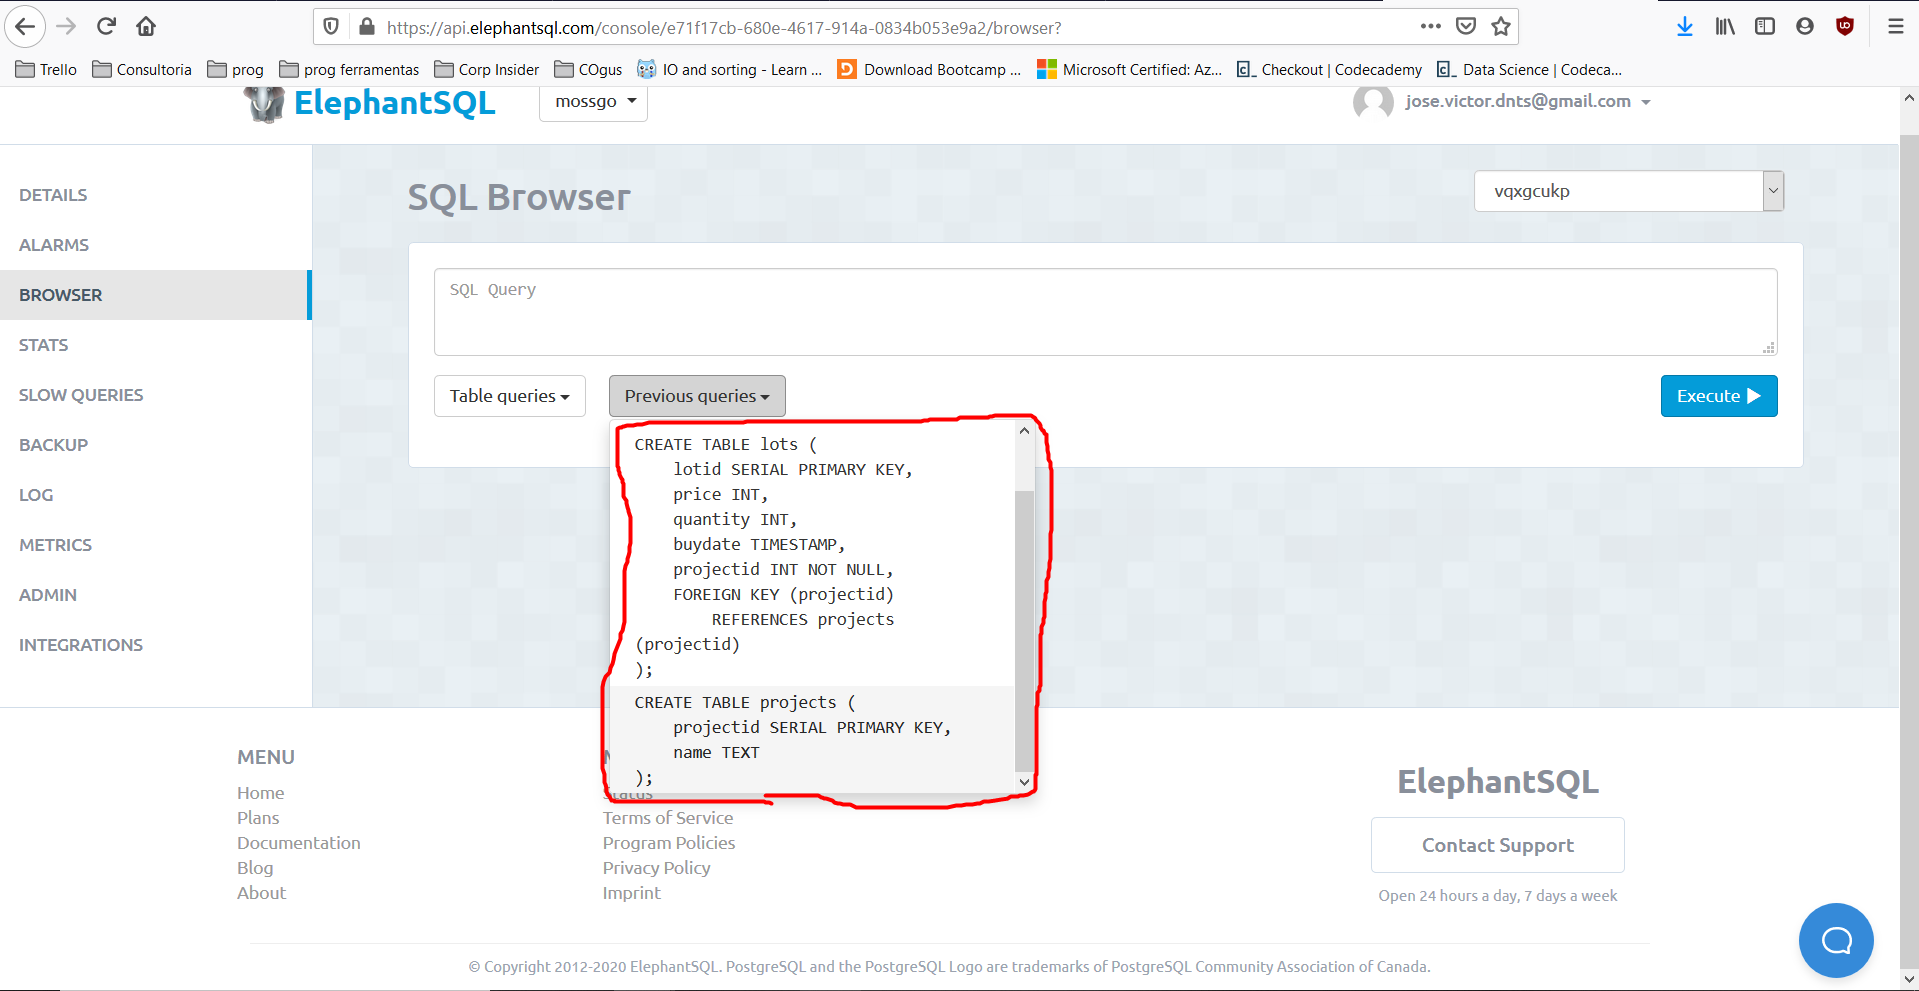 https://api.elephantsql.com/console/e71f17cb-680e-4617-914a-0834b053e9a2/browser?
Trello Consultoria prog prog ferramentas Corp Insider COgus IO and sorting - Learn ... Download Bootcamp ... Microsoft Certified: Az... Checkout | Codecademy Data Science | Codeca...
ElephantSQL mossgo jose.victor.dnts@gmail.com
DETAILS
ALARMS
BROWSER
STATS
SLOW QUERIES
BACKUP
LOG
METRICS
ADMIN
INTEGRATIONS
SQL Browser vqxgcukp
SQL Query
Table queries Previous queries Execute
CREATE TABLE lots (
lotid SERIAL PRIMARY KEY,
price INT,
quantity INT,
buydate TIMESTAMP,
projectid INT NOT NULL,
FOREIGN KEY (projectid)
REFERENCES projects
(projectid)
);
CREATE TABLE projects (
projectid SERIAL PRIMARY KEY,
name TEXT
);
MENU
Home
Plans
Documentation
Blog
About
Status
Terms of Service
Program Policies
Privacy Policy
Imprint
ElephantSQL
Contact Support
Open 24 hours a day, 7 days a week
© Copyright 2012-2020 ElephantSQL. PostgreSQL and the PostgreSQL Logo are trademarks of PostgreSQL Community Association of Canada.